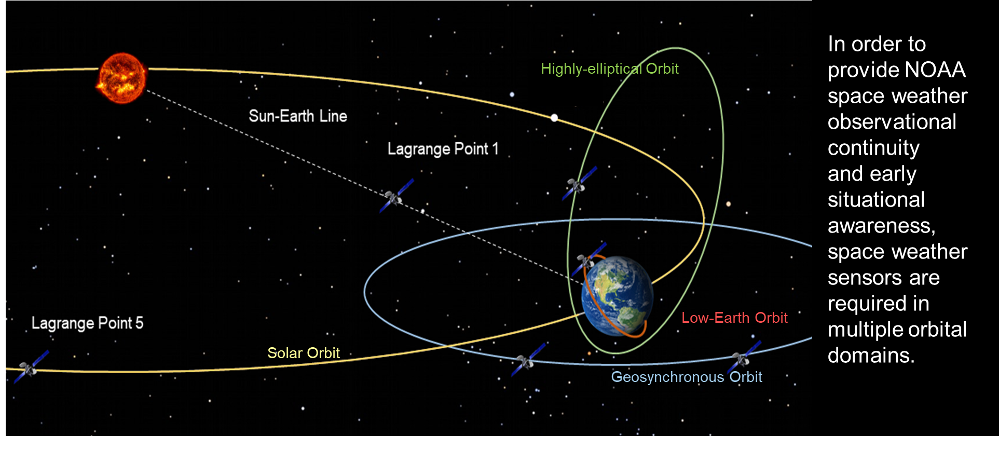 Highly-elliptical Orbit
Sun-Earth Line
Lagrange Point 1
Lagrange Point 5
Low-Earth Orbit
Solar Orbit
Geosynchronous Orbit
In order to
provide NOAA
space weather
observational
continuity
and early
situational
awareness,
space weather
sensors are
required in
multiple orbital
domains.